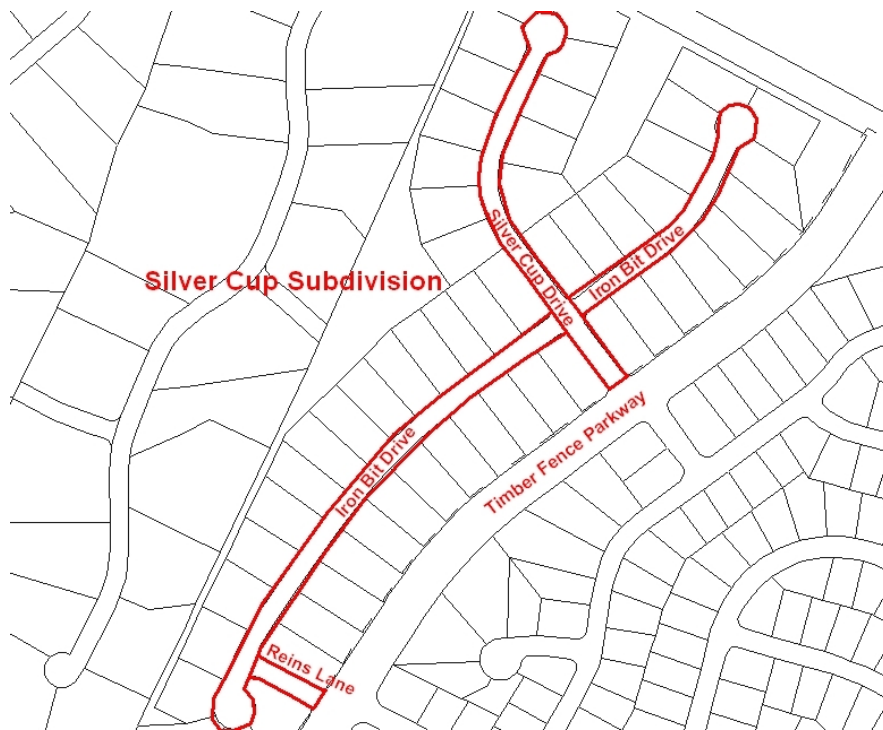 Silver Cup Drive
Iron Bit Drive
Silver Cup Subdivision
Timber Fence Parkway
Iron Bit Drive
Reins Lane